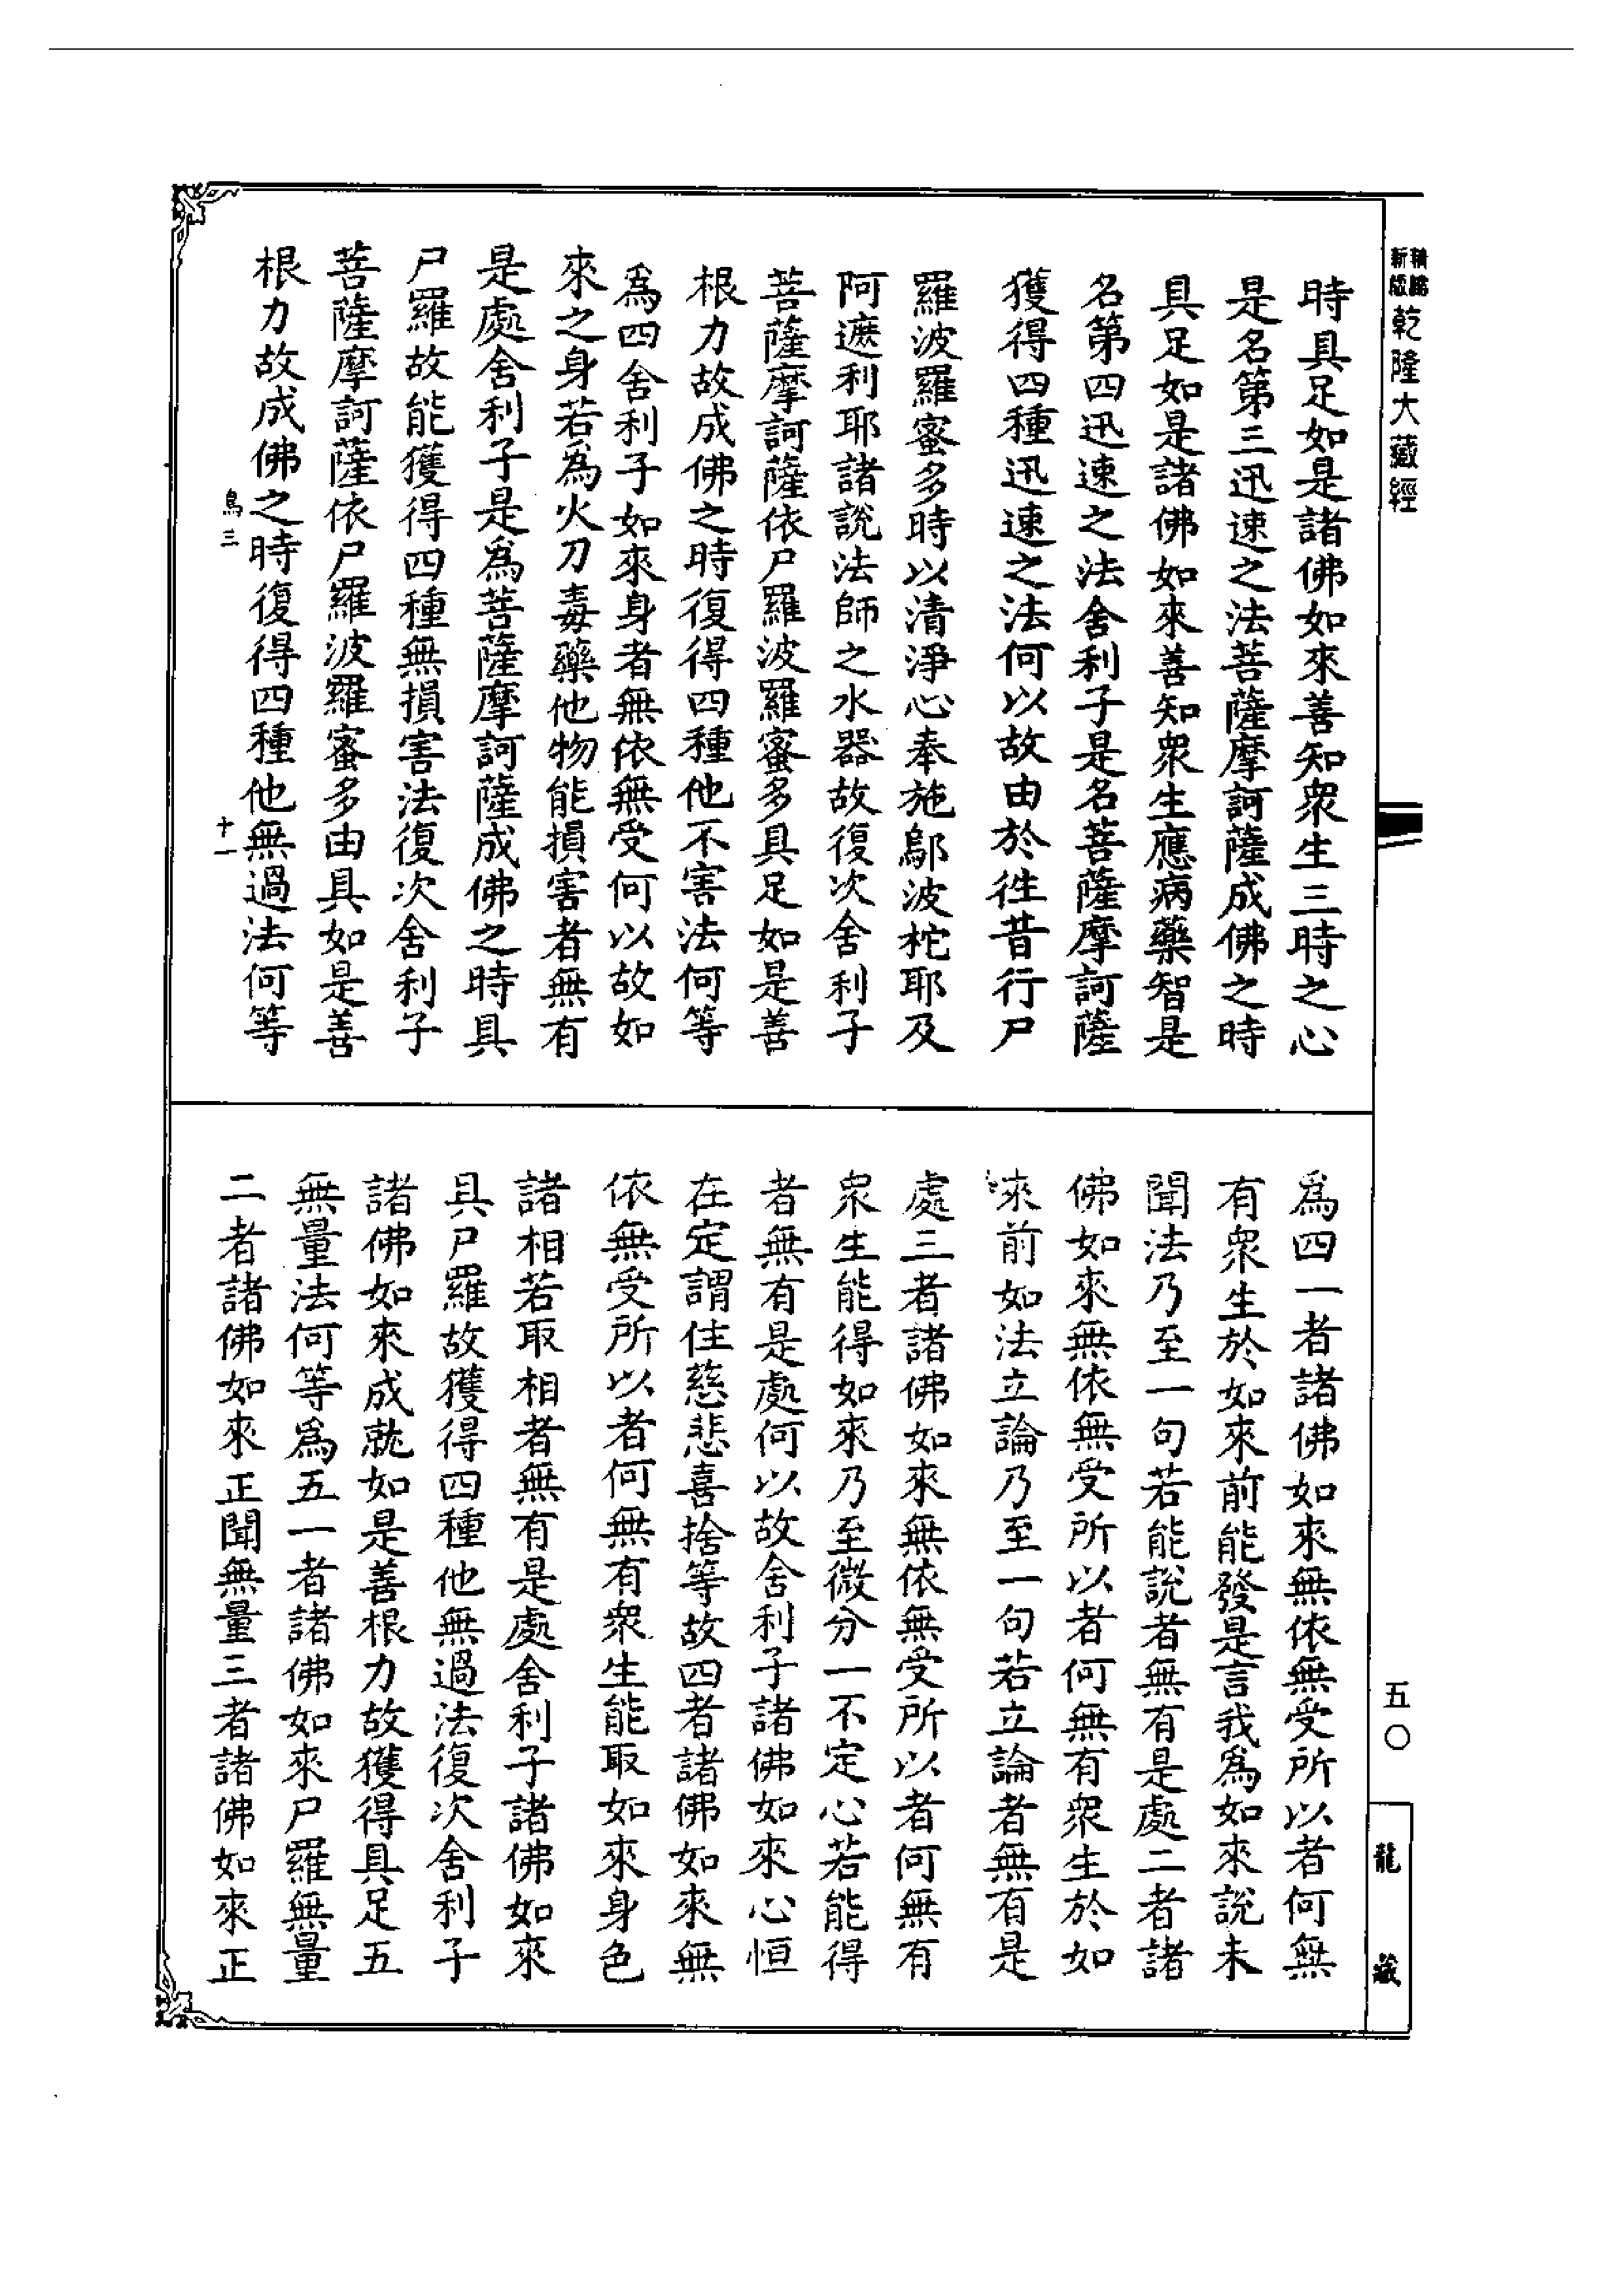 新版
精縮
乾隆大藏經
時具足如是諸佛如來善知衆生三時之心
是名第三迅速之法菩薩摩訶薩成佛之時
具足如是諸佛如來善知衆生應病藥智是
名第四迅速之法舍利子是名菩薩摩訶薩
獲得四種迅速之法何以故由於往昔行尸
羅波羅蜜多時以清淨心奉施鄔波柁耶及
阿遮利耶諸說法師之水器故復次舍利子
菩薩摩訶薩依尸羅波羅蜜多具足如是善
根力故成佛之時復得四種他不害法何等
爲四舍利子如來身者無依無受何以故如
來之身若爲火刀毒藥他物能損害者無有
是處舍利子是爲菩薩摩訶薩成佛之時具
尸羅故能獲得四種無損害法復次舍利子
菩薩摩訶薩依尸羅波羅蜜多由具如是善
根力故成佛之時復得四種他無過法何等
鳥三
十一
爲四一者諸佛如來無依無受所以者何無
有衆生於如來前能發是言我爲如來說未
聞法乃至一句若能說者無有是處二者諸
佛如來無依無受所以者何無有衆生於如
來前如法立論乃至一句若立論者無有是
處三者諸佛如來無依無受所以者何無有
衆生能得如來乃至微分一不定心若能得
者無有是處何以故舍利子諸佛如來心恒
在定謂住慈悲喜捨等故四者諸佛如來無
依無受所以者何無有衆生能取如來身色
諸相若取相者無有是處舍利子諸佛如來
具尸羅故獲得四種他無過法復次舍利子
諸佛如來成就如是善根力故獲得具足五
無量法何等爲五一者諸佛如來尸羅無量
二者諸佛如來正聞無量三者諸佛如來正
五〇
龍藏